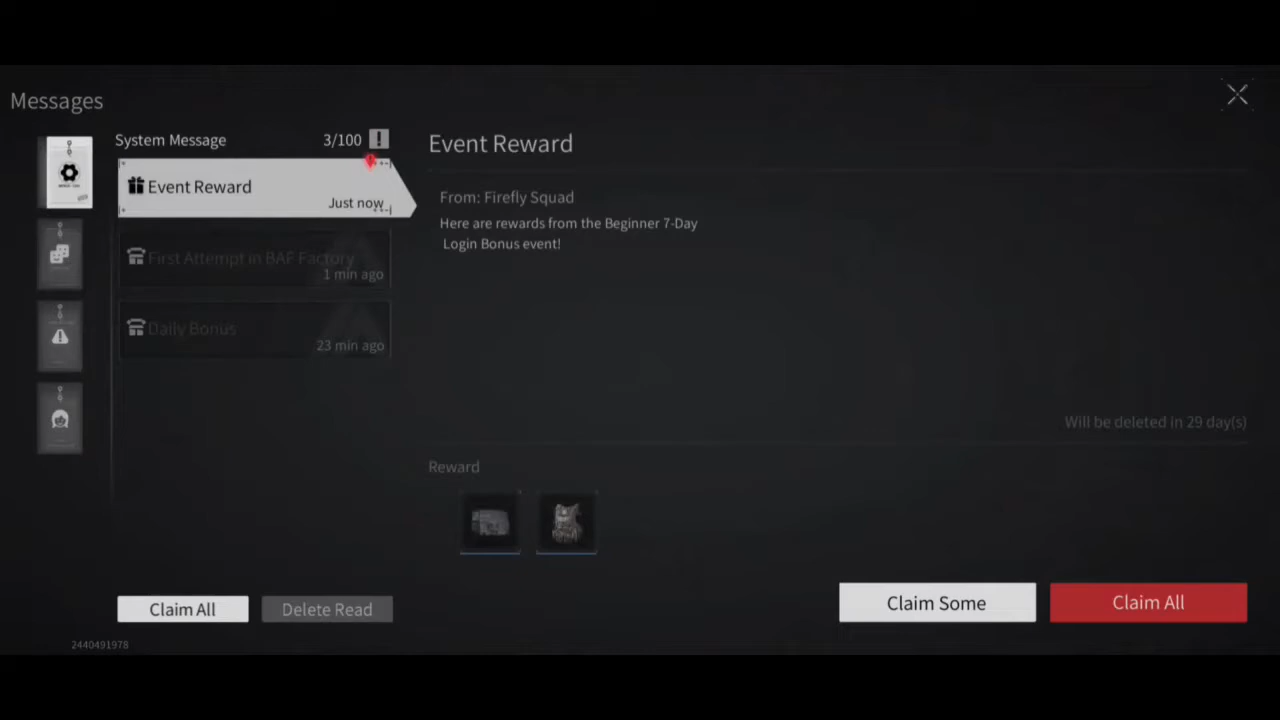 Messages
System Message
3/100
Event Reward
Just now
First Attempt in BAF Factory
1 min ago
Daily Bonus
23 min ago
Claim All
Delete Read
2440491978
Event Reward
From: Firefly Squad
Here are rewards from the Beginner 7-Day
Login Bonus event!
Will be deleted in 29 day(s)
Reward
Claim Some
Claim All